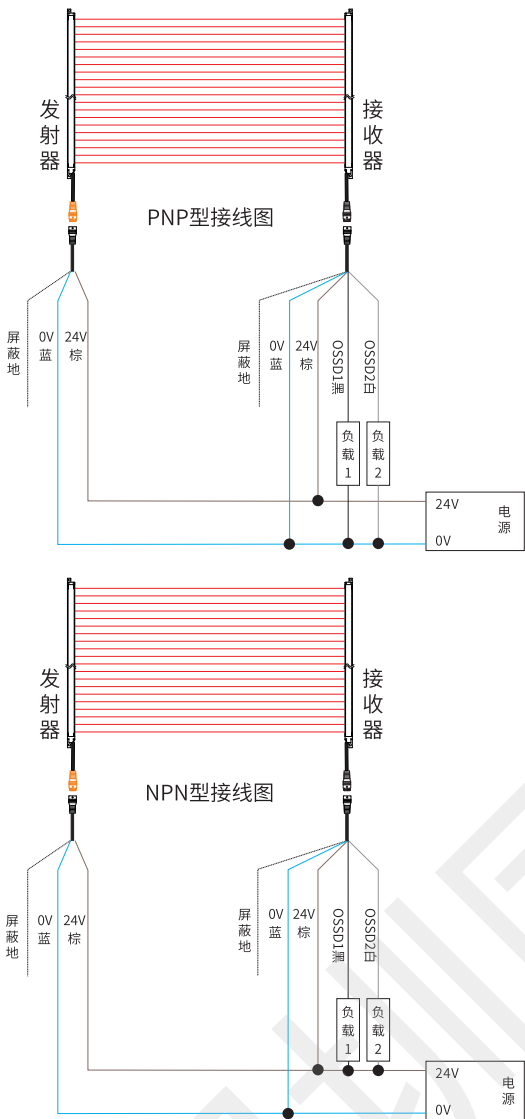 发射器
接收器
PNP型接线图
屏蔽地
0V
蓝
24V
棕
屏蔽地
0V
蓝
24V
棕
OSSD1黑
OSSD2白
负载1
负载2
24V
0V
电源
发射器
接收器
NPN型接线图
屏蔽地
0V
蓝
24V
棕
屏蔽地
0V
蓝
24V
棕
OSSD1黑
OSSD2白
负载1
负载2
24V
0V
电源